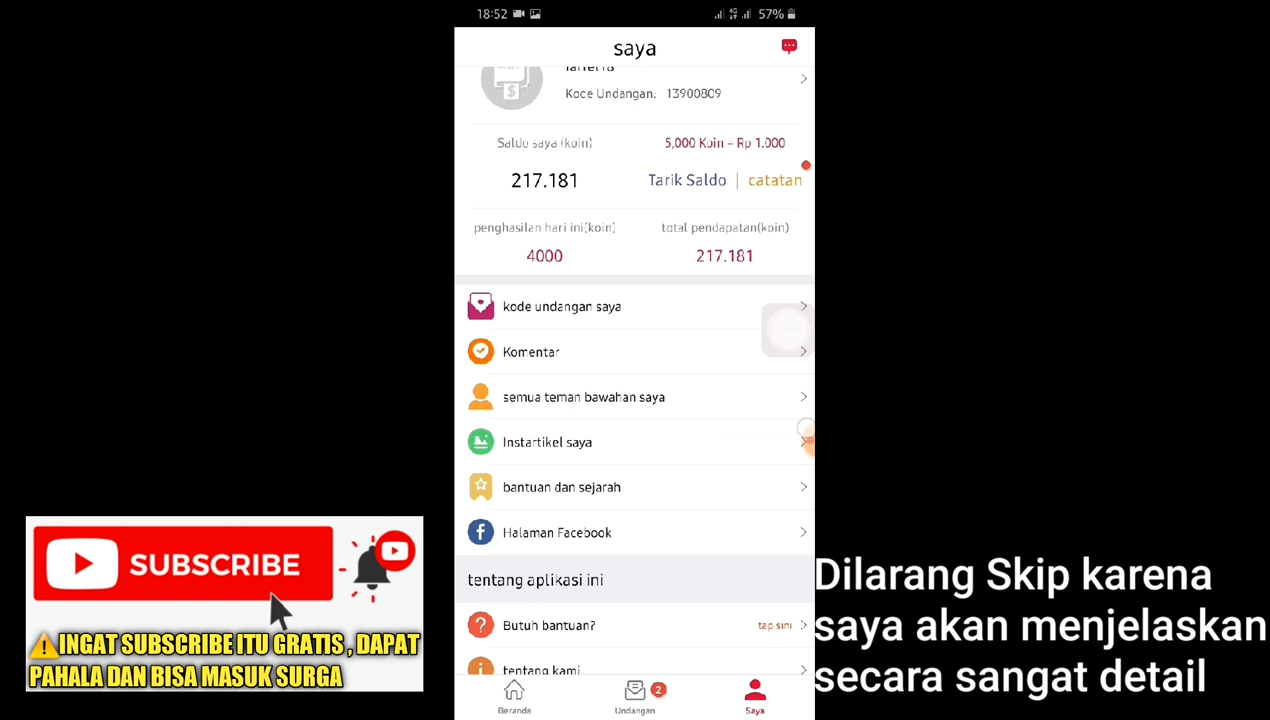 18:52
57%
saya
Koce Undangan: 13900809
Saldo saya (koin)
5,000 Koin = Rp 1.000
217.181
Tarik Saldo | catatan
penghasilan hari ini(koin)
total pendapatan(koin)
4000
217.181
kode undangan saya
Komentar
semua teman bawahan saya
Instartikel saya
bantuan dan sejarah
Halaman Facebook
tentang aplikasi ini
Butuh bantuan?
tap sini
tentang kami
2
Beranda
Undangan
Saya
SUBSCRIBE
⚠INGAT SUBSCRIBE ITU GRATIS , DAPAT
PAHALA DAN BISA MASUK SURGA
Dilarang Skip karena
saya akan menjelaskan
secara sangat detail